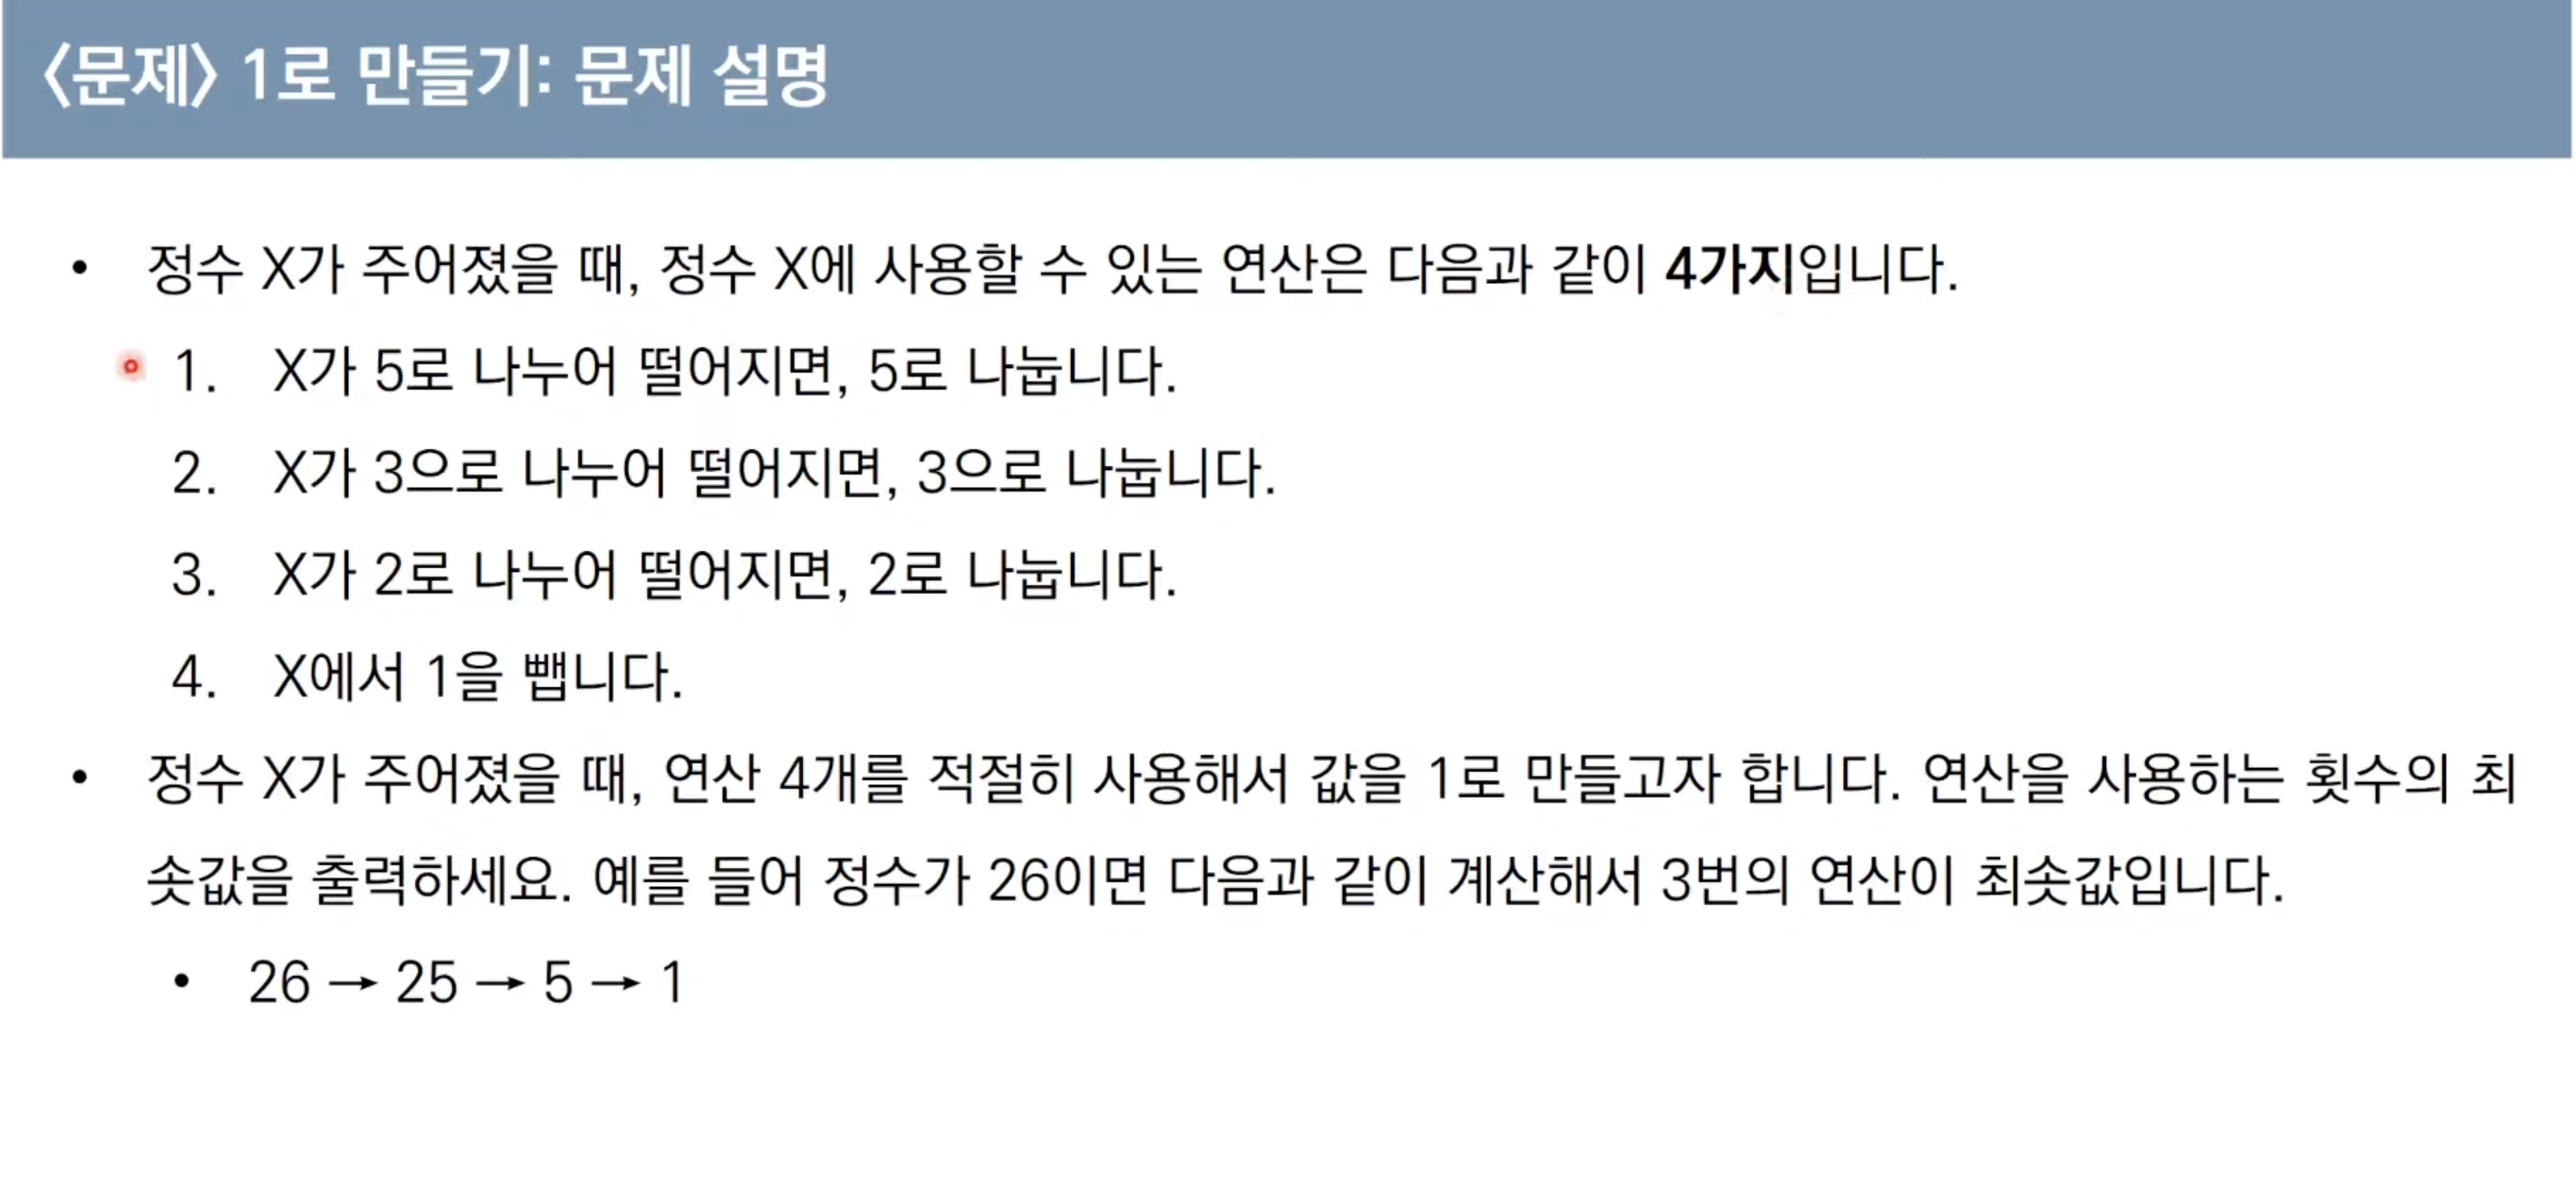 〈문제〉 1로 만들기: 문제 설명
• 정수 X가 주어졌을 때, 정수 X에 사용할 수 있는 연산은 다음과 같이 4가지입니다.
1. X가 5로 나누어 떨어지면, 5로 나눕니다.
2. X가 3으로 나누어 떨어지면, 3으로 나눕니다.
3. X가 2로 나누어 떨어지면, 2로 나눕니다.
4. X에서 1을 뺍니다.
• 정수 X가 주어졌을 때, 연산 4개를 적절히 사용해서 값을 1로 만들고자 합니다. 연산을 사용하는 횟수의 최
솟값을 출력하세요. 예를 들어 정수가 26이면 다음과 같이 계산해서 3번의 연산이 최솟값입니다.
• 26 → 25 → 5 → 1